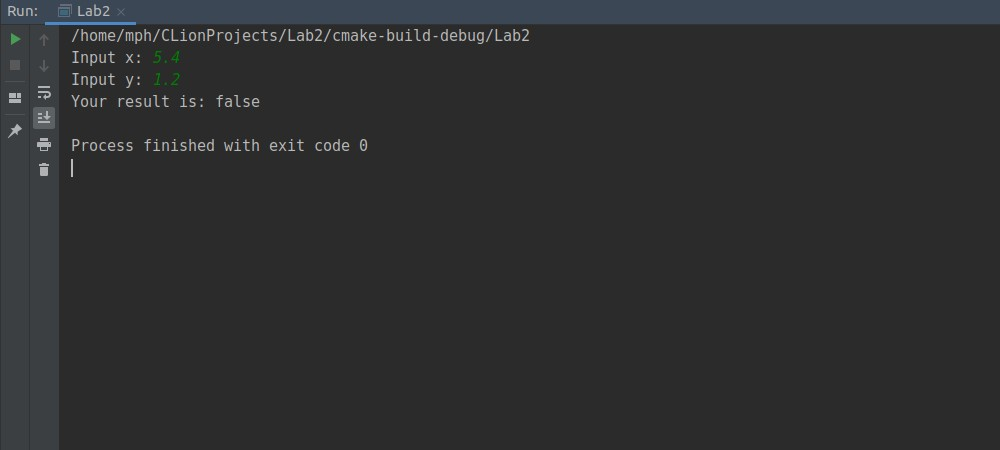 Run: Lab2
/home/mph/CLionProjects/Lab2/cmake-build-debug/Lab2
Input x: 5.4
Input y: 1.2
Your result is: false
Process finished with exit code 0